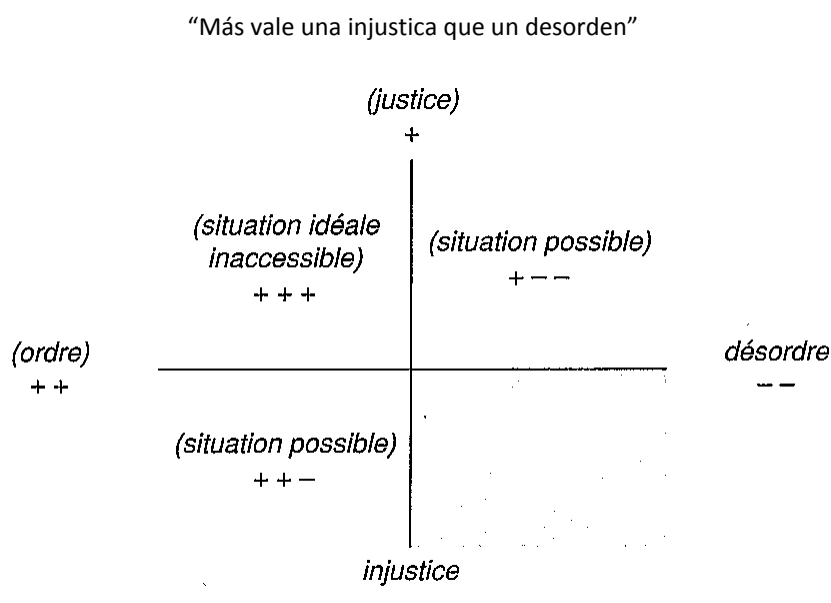 “Más vale una injustica que un desorden”
(justice)
+
(situation idéale
inaccessible)
+ + +
(situation possible)
+ − −
(ordre)
+ +
désordre
− −
(situation possible)
+ + −
injustice